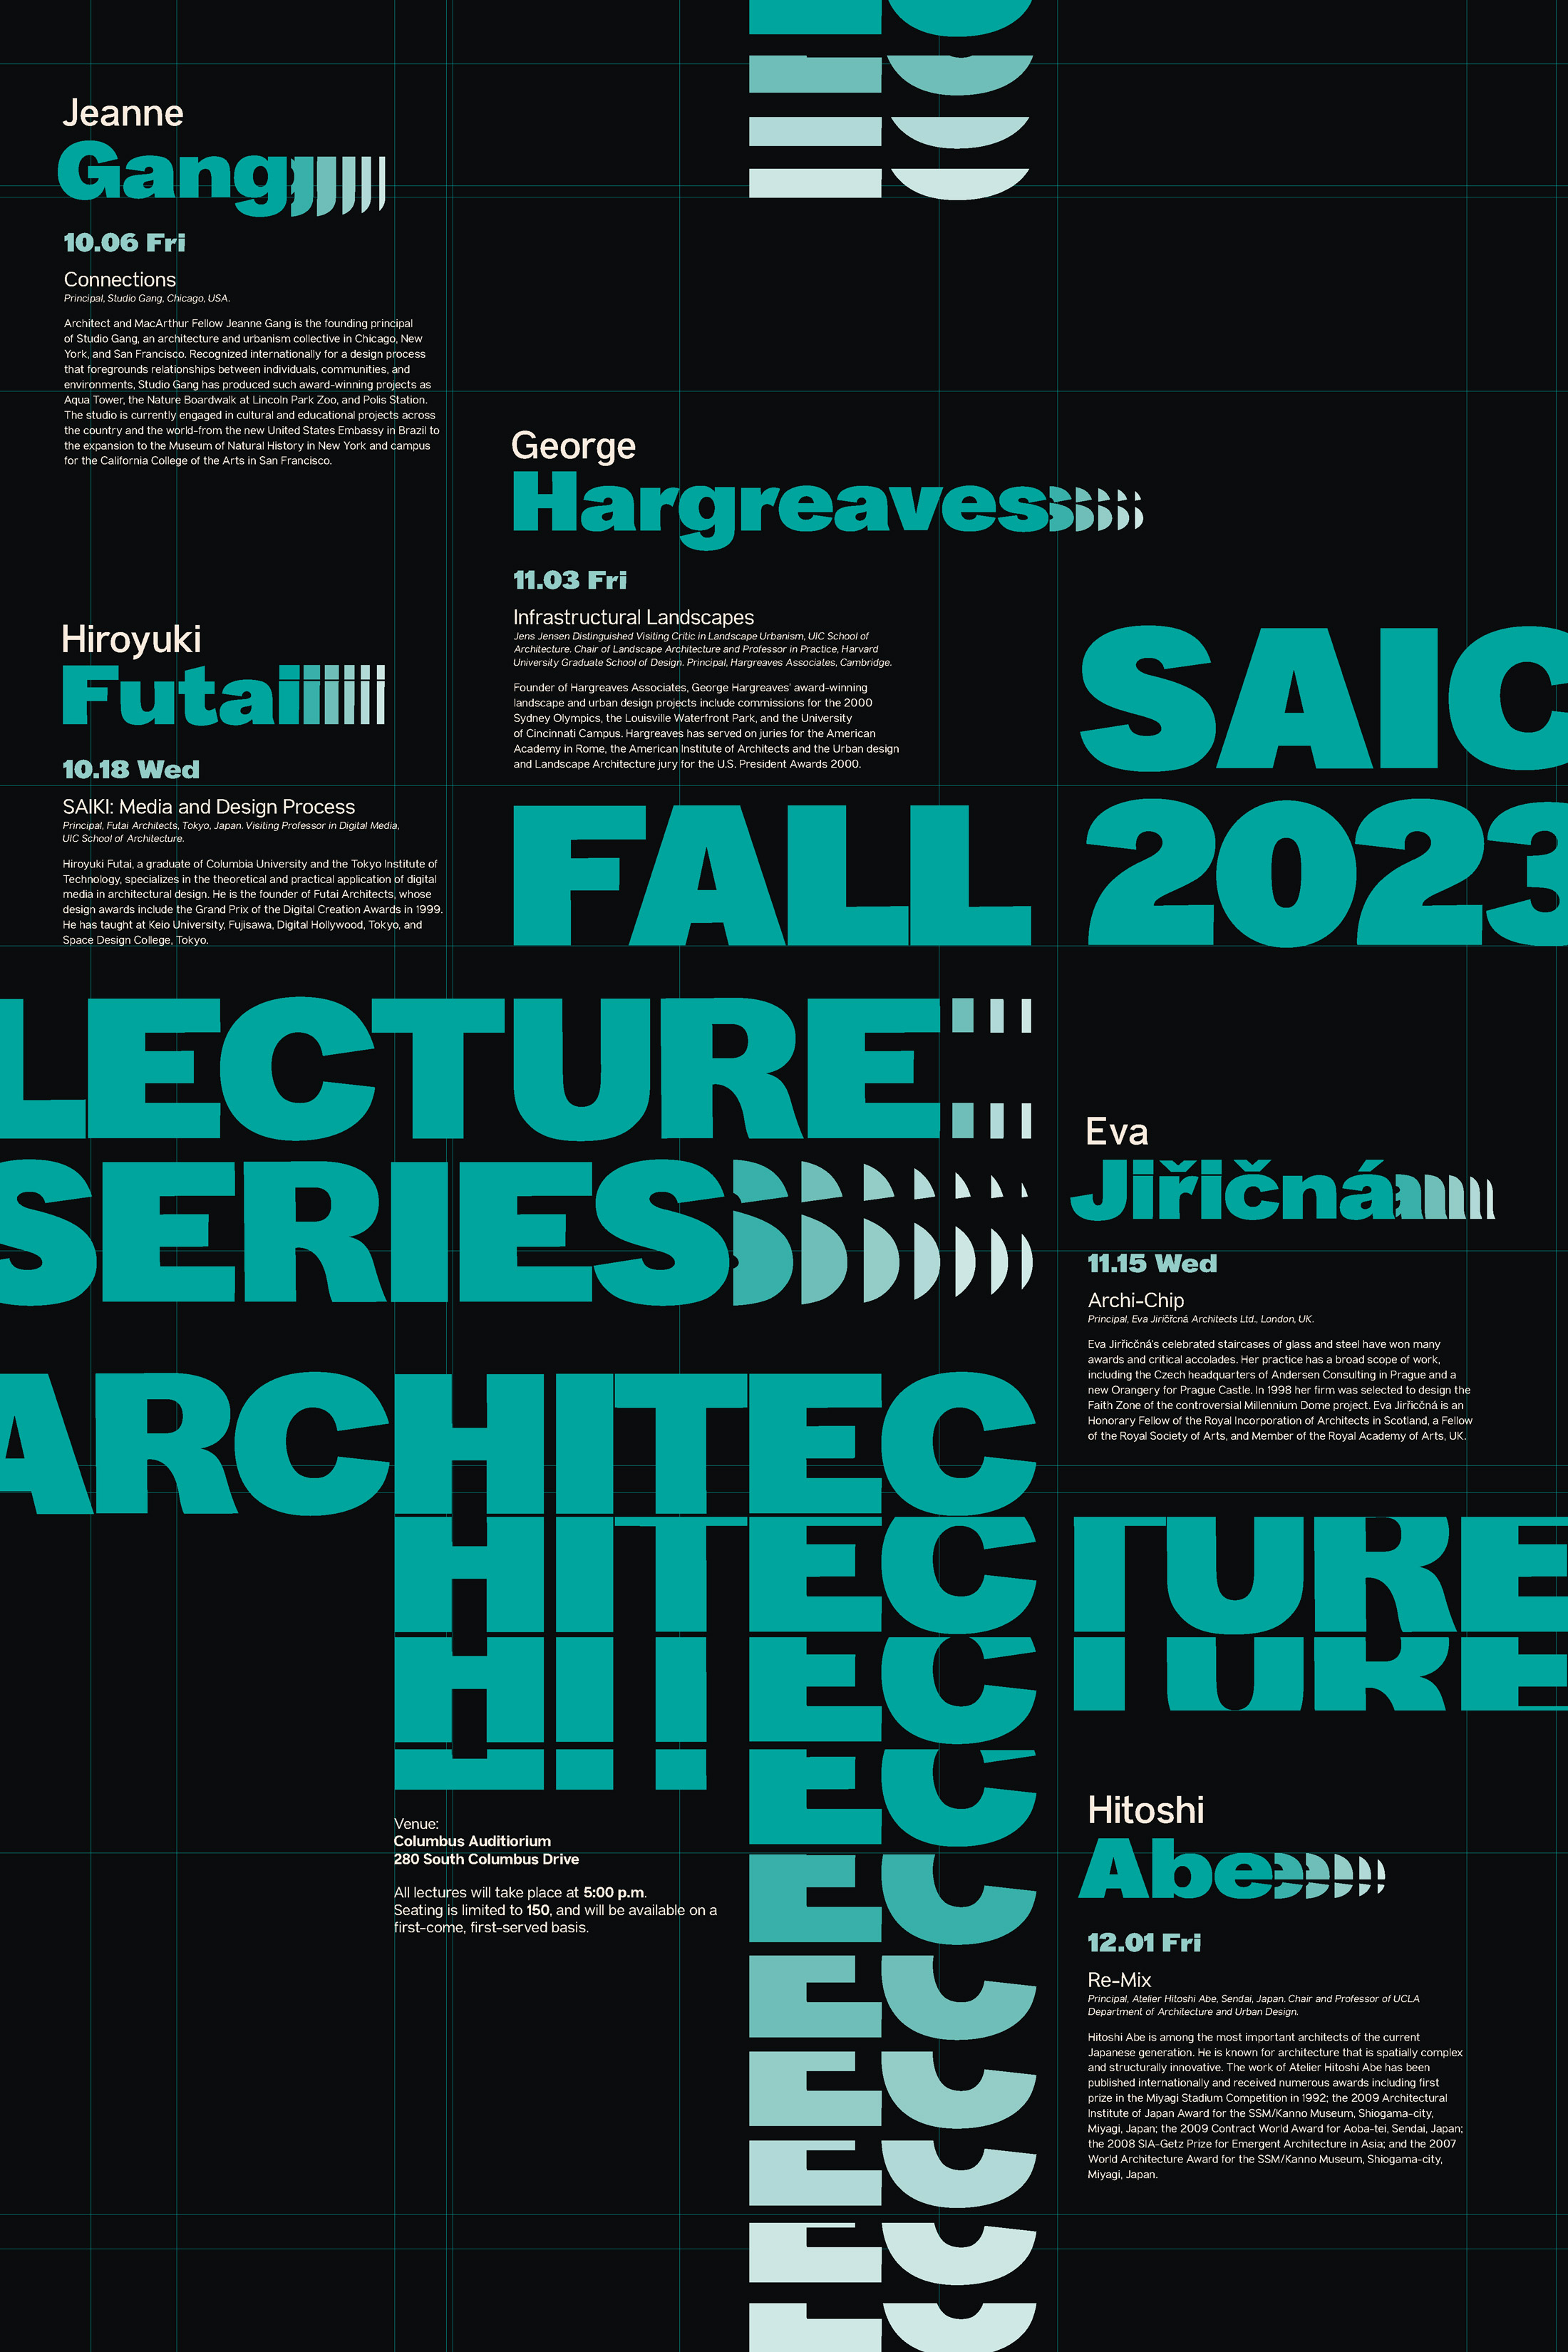 Jeanne
Gang
10.06 Fri
Connections
Principal, Studio Gang, Chicago, USA.
Architect and MacArthur Fellow Jeanne Gang is the founding principal
of Studio Gang, an architecture and urbanism collective in Chicago, New
York, and San Francisco. Recognized internationally for a design process
that foregrounds relationships between individuals, communities, and
environments, Studio Gang has produced such award-winning projects as
Aqua Tower, the Nature Boardwalk at Lincoln Park Zoo, and Polis Station.
The studio is currently engaged in cultural and educational projects across
the country and the world-from the new United States Embassy in Brazil to
the expansion to the Museum of Natural History in New York and campus
for the California College of the Arts in San Francisco.
George
Hargreaves
11.03 Fri
Infrastructural Landscapes
Jens Jensen Distinguished Visiting Critic in Landscape Urbanism, UIC School of
Architecture. Chair of Landscape Architecture and Professor in Practice, Harvard
University Graduate School of Design. Principal, Hargreaves Associates, Cambridge.
Founder of Hargreaves Associates, George Hargreaves' award-winning
landscape and urban design projects include commissions for the 2000
Sydney Olympics, the Louisville Waterfront Park, and the University
of Cincinnati Campus. Hargreaves has served on juries for the American
Academy in Rome, the American Institute of Architects and the Urban design
and Landscape Architecture jury for the U.S. President Awards 2000.
Hiroyuki
Futai
10.18 Wed
SAIKI: Media and Design Process
Principal, Futai Architects, Tokyo, Japan. Visiting Professor in Digital Media,
UIC School of Architecture.
Hiroyuki Futai, a graduate of Columbia University and the Tokyo Institute of
Technology, specializes in the theoretical and practical application of digital
media in architectural design. He is the founder of Futai Architects, whose
design awards include the Grand Prix of the Digital Creation Awards in 1999.
He has taught at Keio University, Fujisawa, Digital Hollywood, Tokyo, and
Space Design College, Tokyo.
SAIC
FALL 2023
LECTURE
SERIES
ARCHITEC
HITEC TURE
HITEC TURE
EC
EC
EC
EC
EC
EC
Eva
Jiřičná
11.15 Wed
Archi-Chip
Principal, Eva Jiričřcná Architects Ltd., London, UK.
Eva Jirřicčná's celebrated staircases of glass and steel have won many
awards and critical accolades. Her practice has a broad scope of work,
including the Czech headquarters of Andersen Consulting in Prague and a
new Orangery for Prague Castle. In 1998 her firm was selected to design the
Faith Zone of the controversial Millennium Dome project. Eva Jirřicčná is an
Honorary Fellow of the Royal Incorporation of Architects in Scotland, a Fellow
of the Royal Society of Arts, and Member of the Royal Academy of Arts, UK.
Venue:
Columbus Auditiorium
280 South Columbus Drive
All lectures will take place at 5:00 p.m.
Seating is limited to 150, and will be available on a
first-come, first-served basis.
Hitoshi
Abe
12.01 Fri
Re-Mix
Principal, Atelier Hitoshi Abe, Sendai, Japan. Chair and Professor of UCLA
Department of Architecture and Urban Design.
Hitoshi Abe is among the most important architects of the current
Japanese generation. He is known for architecture that is spatially complex
and structurally innovative. The work of Atelier Hitoshi Abe has been
published internationally and received numerous awards including first
prize in the Miyagi Stadium Competition in 1992; the 2009 Architectural
Institute of Japan Award for the SSM/Kanno Museum, Shiogama-city,
Miyagi, Japan; the 2009 Contract World Award for Aoba-tei, Sendai, Japan;
the 2008 SIA-Getz Prize for Emergent Architecture in Asia; and the 2007
World Architecture Award for the SSM/Kanno Museum, Shiogama-city,
Miyagi, Japan.